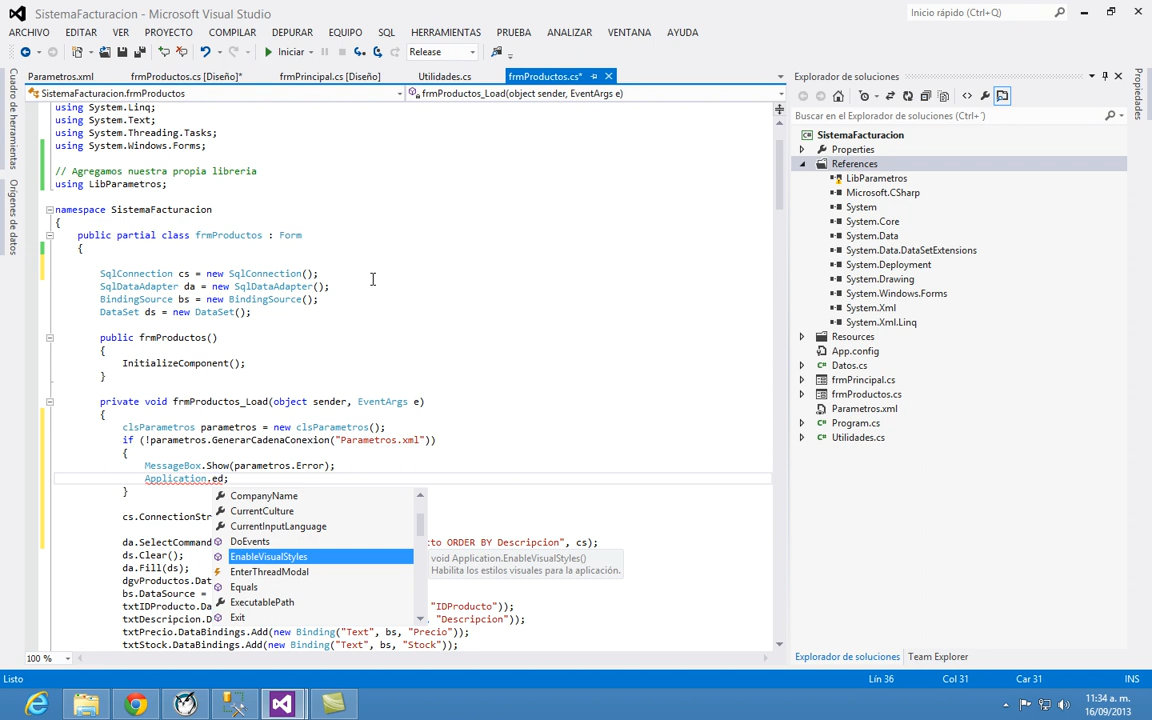 SistemaFacturacion - Microsoft Visual Studio
Inicio rápido (Ctrl+Q)
ARCHIVO EDITAR VER PROYECTO COMPILAR DEPURAR EQUIPO SQL HERRAMIENTAS PRUEBA ANALIZAR VENTANA AYUDA
Iniciar Release
Parametros.xml frmProductos.cs [Diseño]* frmPrincipal.cs [Diseño] Utilidades.cs frmProductos.cs*
SistemaFacturacion.frmProductos frmProductos_Load(object sender, EventArgs e)
Cuadro de herramientas
Orígenes de datos
using System.Linq;
using System.Text;
using System.Threading.Tasks;
using System.Windows.Forms;
// Agregamos nuestra propia libreria
using LibParametros;
namespace SistemaFacturacion
{
public partial class frmProductos : Form
{
SqlConnection cs = new SqlConnection();
SqlDataAdapter da = new SqlDataAdapter();
BindingSource bs = new BindingSource();
DataSet ds = new DataSet();
public frmProductos()
{
InitializeComponent();
}
private void frmProductos_Load(object sender, EventArgs e)
{
clsParametros parametros = new clsParametros();
if (!parametros.GenerarCadenaConexion("Parametros.xml"))
{
MessageBox.Show(parametros.Error);
Application.ed;
}
cs.ConnectionStr
da.SelectCommand
cto ORDER BY Descripcion", cs);
ds.Clear();
da.Fill(ds);
dgvProductos.Dat
bs.DataSource =
txtIDProducto.Da
"IDProducto"));
txtDescripcion.D
"Descripcion"));
txtPrecio.DataBindings.Add(new Binding("Text", bs, "Precio"));
txtStock.DataBindings.Add(new Binding("Text", bs, "Stock"));
CompanyName
CurrentCulture
CurrentInputLanguage
DoEvents
EnableVisualStyles
EnterThreadModal
Equals
ExecutablePath
Exit
void Application.EnableVisualStyles()
Habilita los estilos visuales para la aplicación.
100 %
Explorador de soluciones
Buscar en el Explorador de soluciones (Ctrl+¨)
SistemaFacturacion
Properties
References
LibParametros
Microsoft.CSharp
System
System.Core
System.Data
System.Data.DataSetExtensions
System.Deployment
System.Drawing
System.Windows.Forms
System.Xml
System.Xml.Linq
Resources
App.config
Datos.cs
frmPrincipal.cs
frmProductos.cs
Parametros.xml
Program.cs
Utilidades.cs
Explorador de soluciones Team Explorer
Propiedades
Listo Lín 36 Col 31 Car 31 INS
11:34 a. m.
16/09/2013